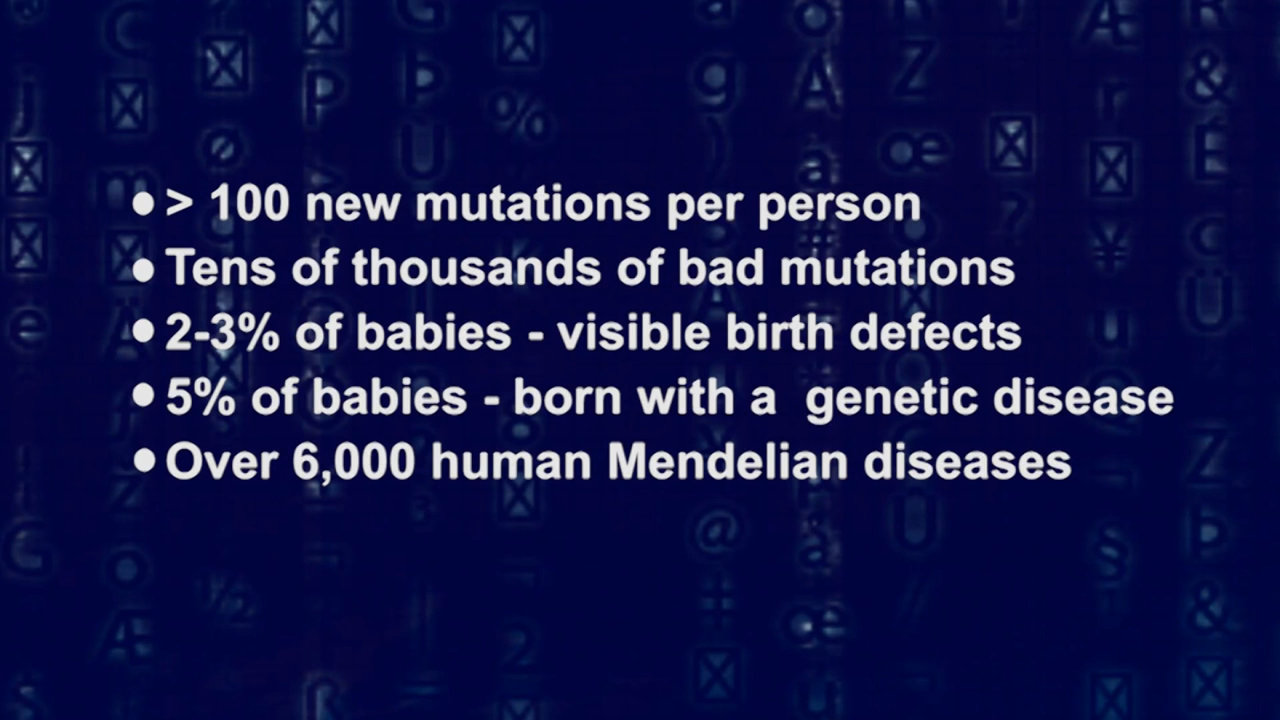 • > 100 new mutations per person
• Tens of thousands of bad mutations
• 2-3% of babies - visible birth defects
• 5% of babies - born with a  genetic disease
• Over 6,000 human Mendelian diseases